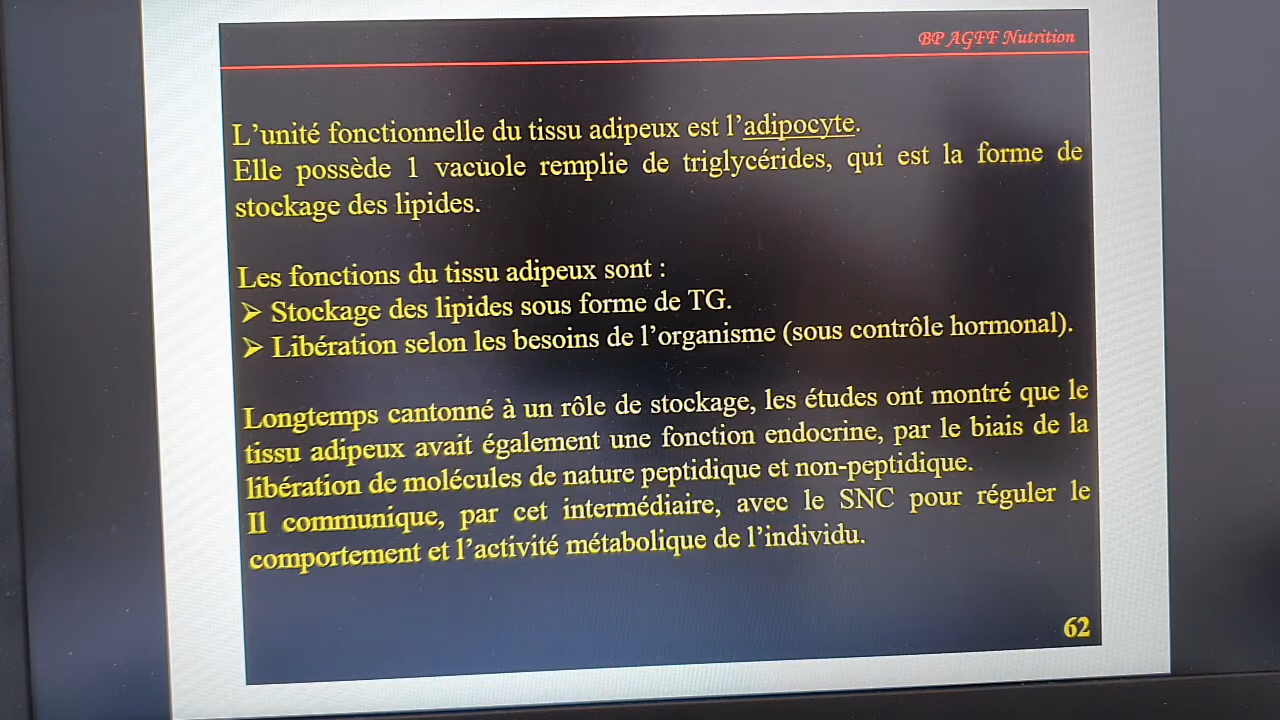 BP AGFF Nutrition
L'unité fonctionnelle du tissu adipeux est l'adipocyte.
Elle possède 1 vacuole remplie de triglycérides, qui est la forme de
stockage des lipides.
Les fonctions du tissu adipeux sont :
➢ Stockage des lipides sous forme de TG.
➢ Libération selon les besoins de l'organisme (sous contrôle hormonal).
Longtemps cantonné à un rôle de stockage, les études ont montré que le
tissu adipeux avait également une fonction endocrine, par le biais de la
libération de molécules de nature peptidique et non-peptidique.
Il communique, par cet intermédiaire, avec le SNC pour réguler le
comportement et l'activité métabolique de l'individu.
62